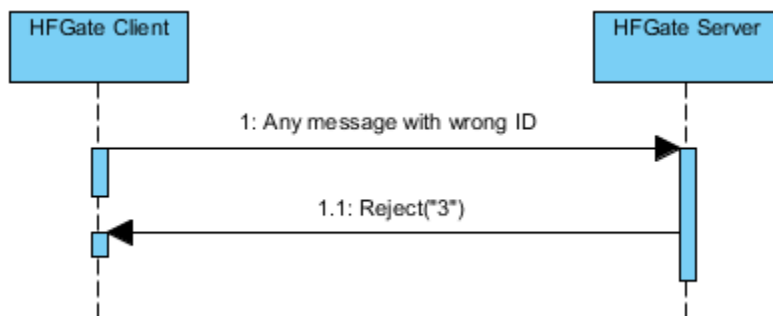 HFGate Client
HFGate Server
1: Any message with wrong ID
1.1: Reject("3")